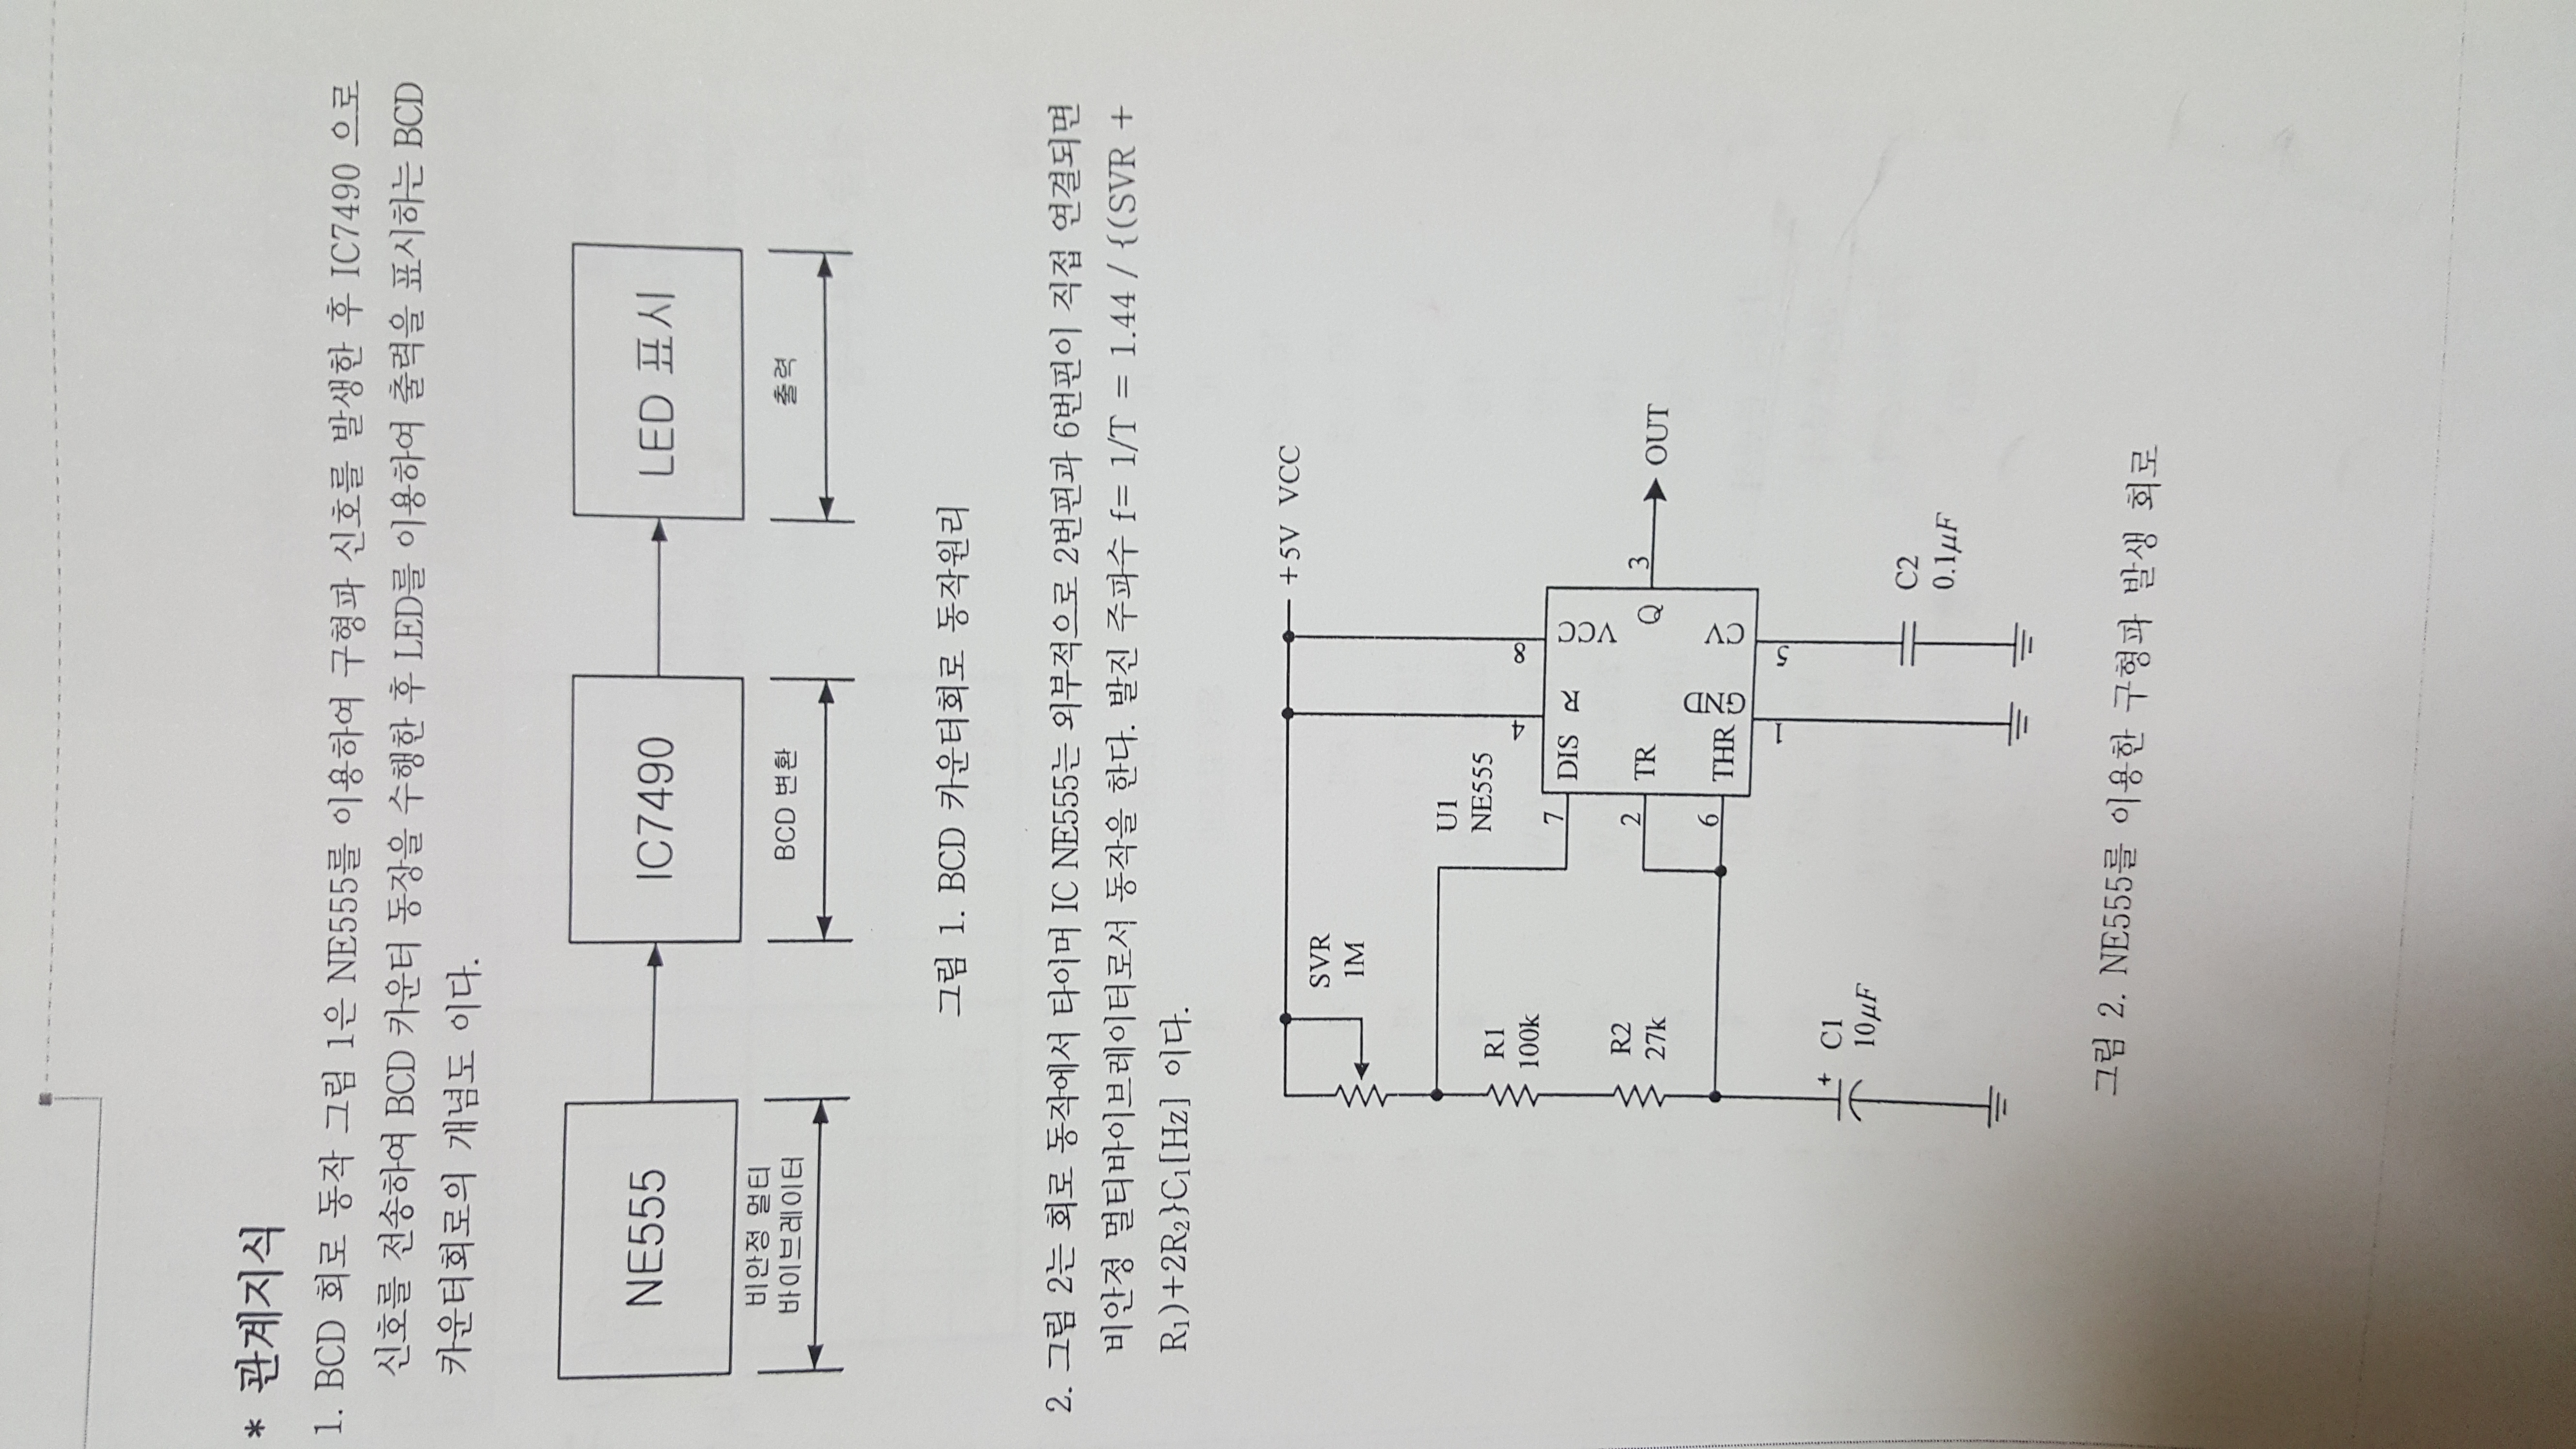 * 관계지식
1. BCD 회로 동작 그림 1은 NE555를 이용하여 구형파 신호를 발생한 후 IC7490 으로
신호를 전송하여 BCD 카운터 동장을 수행한 후 LED를 이용하여 출력을 표시하는 BCD
카운터회로의 개념도 이다.
NE555
IC7490
LED 표시
비안정 멀티
바이브레이터
BCD 변환
출력
그림 1. BCD 카운터회로 동작원리
2. 그림 2는 회로 동작에서 타이머 IC NE555는 외부적으로 2번핀과 6번핀이 직접 연결되면
비안정 멀티바이브레이터로서 동작을 한다. 발진 주파수 f= 1/T = 1.44 / {(SVR +
R₁)+2R₂}C₁[Hz] 이다.
+5V VCC
SVR
1M
U1
NE555
R1
100k
4
8
7
DIS
R
VCC
R2
27k
2
TR
Q
3
OUT
6
THR
GND
CV
1
5
+
C1
10μF
C2
0.1μF
그림 2. NE555를 이용한 구형파 발생 회로